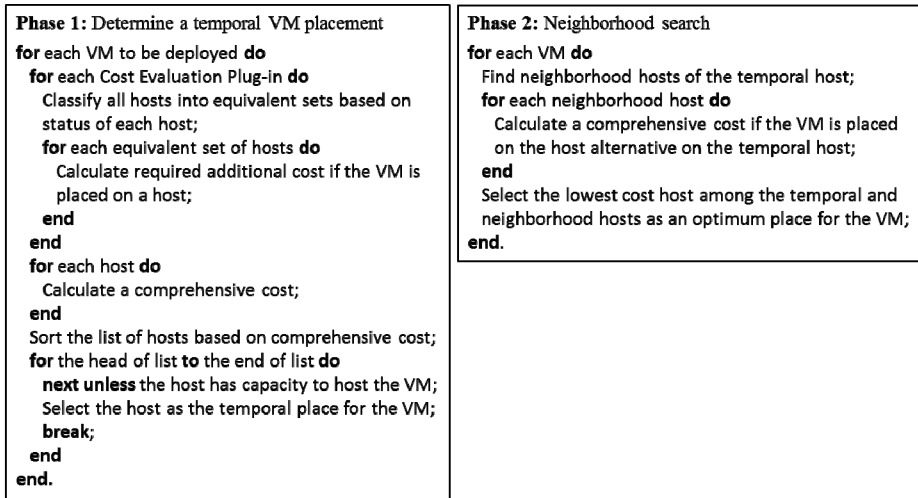 Phase 1: Determine a temporal VM placement
for each VM to be deployed do
for each Cost Evaluation Plug-in do
Classify all hosts into equivalent sets based on
status of each host;
for each equivalent set of hosts do
Calculate required additional cost if the VM is
placed on a host;
end
end
for each host do
Calculate a comprehensive cost;
end
Sort the list of hosts based on comprehensive cost;
for the head of list to the end of list do
next unless the host has capacity to host the VM;
Select the host as the temporal place for the VM;
break;
end
end.
Phase 2: Neighborhood search
for each VM do
Find neighborhood hosts of the temporal host;
for each neighborhood host do
Calculate a comprehensive cost if the VM is placed
on the host alternative on the temporal host;
end
Select the lowest cost host among the temporal and
neighborhood hosts as an optimum place for the VM;
end.